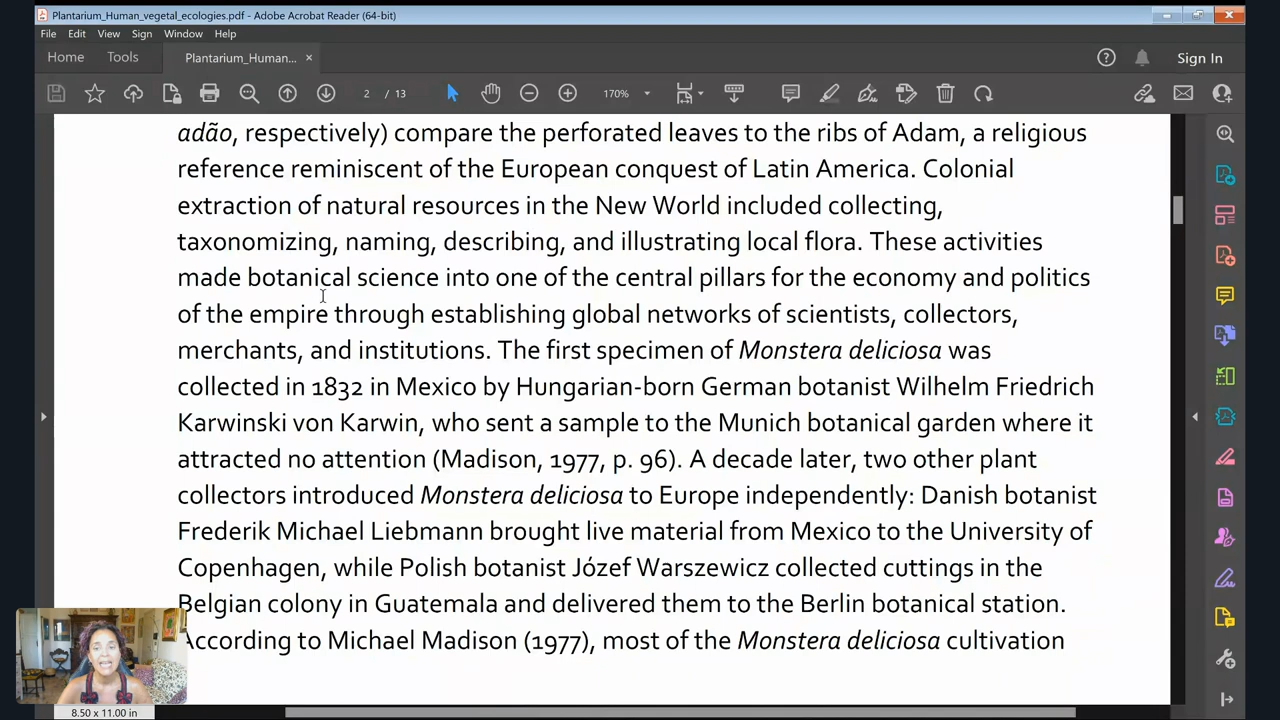 Plantarium_Human_vegetal_ecologies.pdf - Adobe Acrobat Reader (64-bit)
File Edit View Sign Window Help
Home Tools Plantarium_Human... × Sign In
2 / 13 170%
adão, respectively) compare the perforated leaves to the ribs of Adam, a religious
reference reminiscent of the European conquest of Latin America. Colonial
extraction of natural resources in the New World included collecting,
taxonomizing, naming, describing, and illustrating local flora. These activities
made botanical science into one of the central pillars for the economy and politics
of the empire through establishing global networks of scientists, collectors,
merchants, and institutions. The first specimen of Monstera deliciosa was
collected in 1832 in Mexico by Hungarian-born German botanist Wilhelm Friedrich
Karwinski von Karwin, who sent a sample to the Munich botanical garden where it
attracted no attention (Madison, 1977, p. 96). A decade later, two other plant
collectors introduced Monstera deliciosa to Europe independently: Danish botanist
Frederik Michael Liebmann brought live material from Mexico to the University of
Copenhagen, while Polish botanist Józef Warszewicz collected cuttings in the
Belgian colony in Guatemala and delivered them to the Berlin botanical station.
According to Michael Madison (1977), most of the Monstera deliciosa cultivation
8.50 x 11.00 in